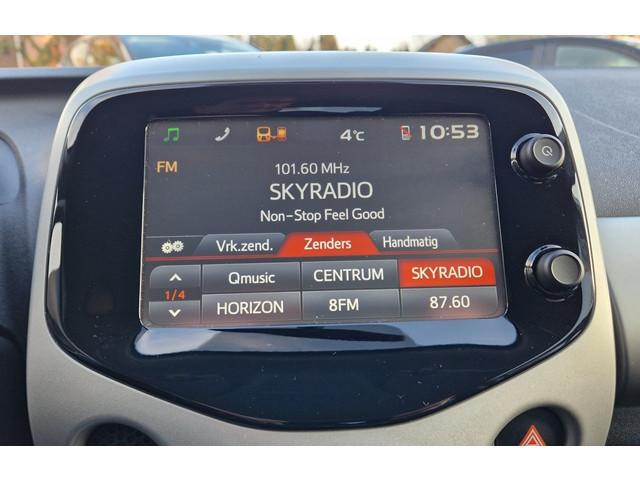 4°C 10:53
FM
101.60 MHz
SKYRADIO
Non-Stop Feel Good
Vrk.zend. Zenders Handmatig
Qmusic CENTRUM SKYRADIO
1/4
HORIZON 8FM 87.60